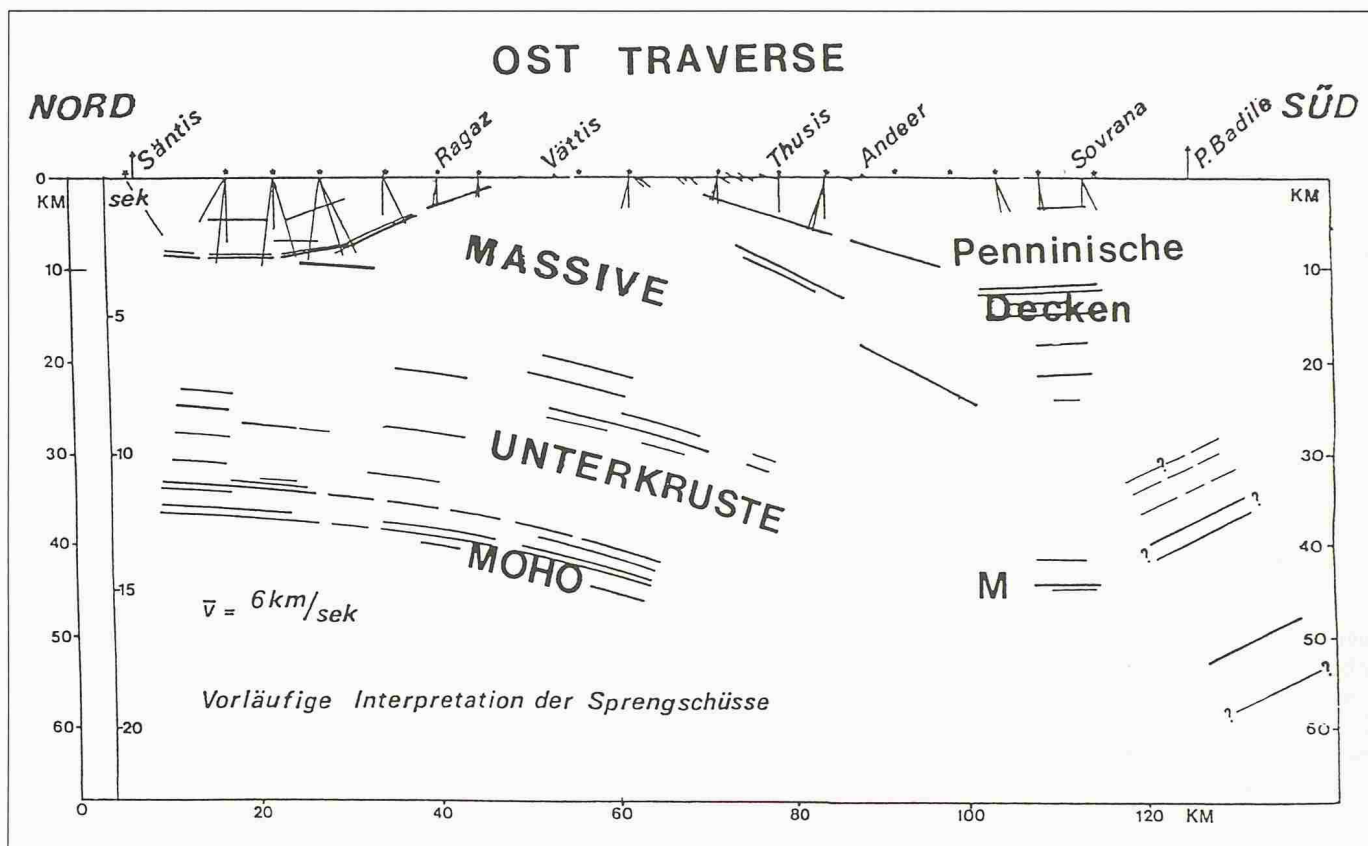 OST TRAVERSE
NORD
SÜD
Säntis
Ragaz
Vättis
Thusis
Andeer
Sovrana
P. Badile
0
KM
sek
KM
10
5
20
30
10
40
15
50
60
20
10
20
30
40
50
60
MASSIVE
Penninische
Decken
UNTERKRUSTE
MOHO
M
?
?
?
?
?
?
v̄ = 6 km/sek
Vorläufige Interpretation der Sprengschüsse
0
20
40
60
80
100
120
KM